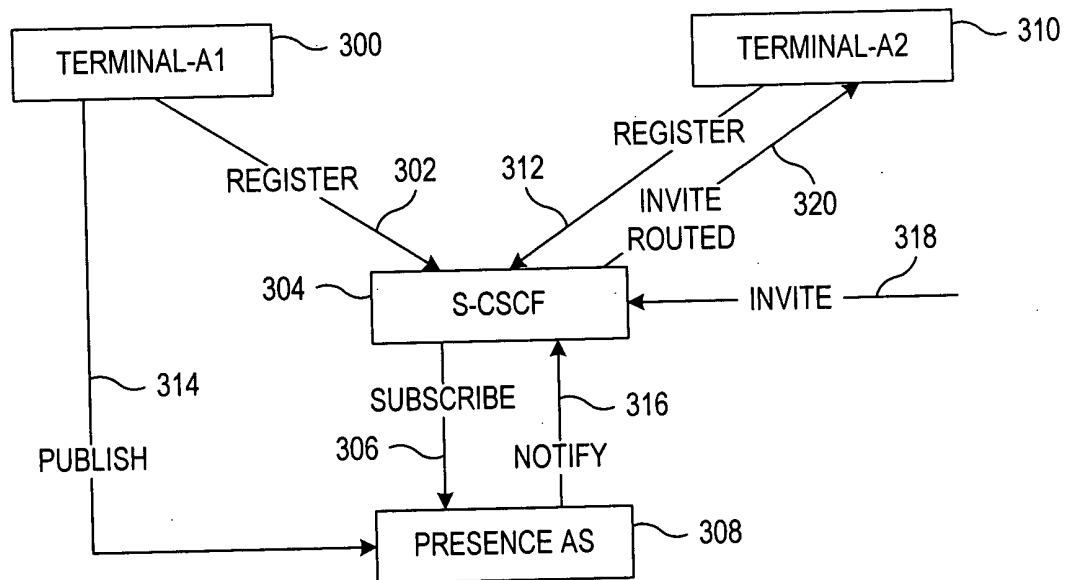 TERMINAL-A1
300
TERMINAL-A2
310
REGISTER
302
REGISTER
312
INVITE
ROUTED
320
318
304
S-CSCF
INVITE
314
SUBSCRIBE
316
306
NOTIFY
PUBLISH
PRESENCE AS
308